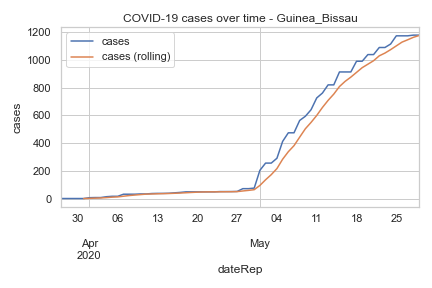 COVID-19 cases over time - Guinea_Bissau
cases
cases (rolling)
1200
1000
800
600
400
200
0
cases
30 06 13 20 27 04 11 18 25
Apr May
2020
dateRep